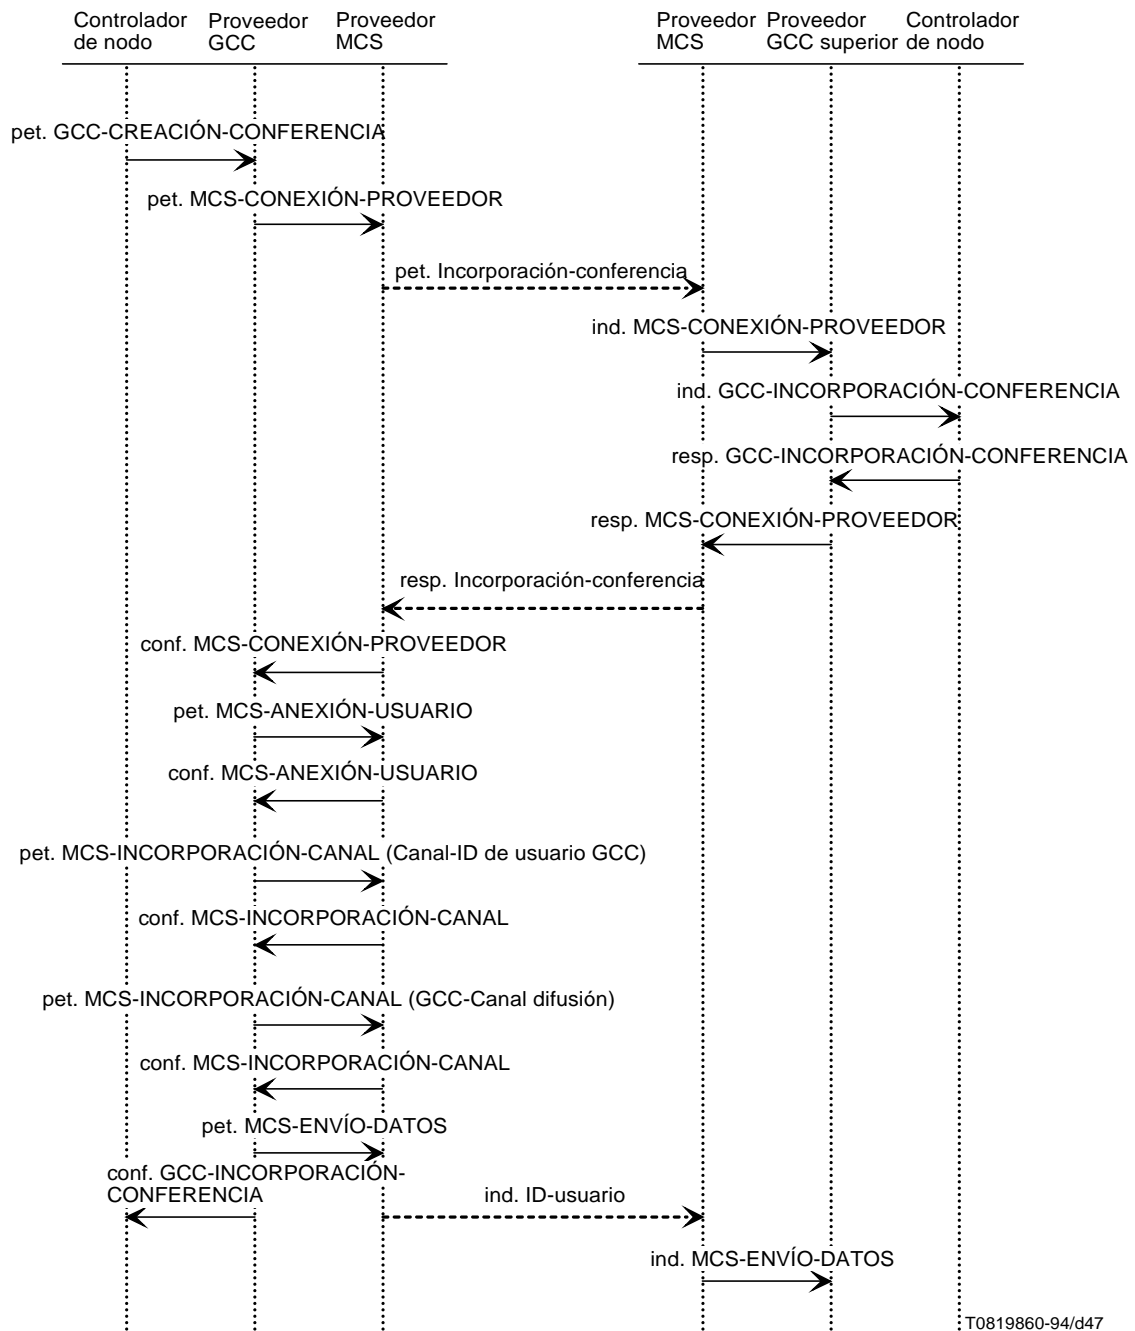 Controlador de nodo
Proveedor GCC
Proveedor MCS
Proveedor MCS
Proveedor GCC superior
Controlador de nodo
pet. GCC-CREACIÓN-CONFERENCIA
pet. MCS-CONEXIÓN-PROVEEDOR
pet. Incorporación-conferencia
ind. MCS-CONEXIÓN-PROVEEDOR
ind. GCC-INCORPORACIÓN-CONFERENCIA
resp. GCC-INCORPORACIÓN-CONFERENCIA
resp. MCS-CONEXIÓN-PROVEEDOR
resp. Incorporación-conferencia
conf. MCS-CONEXIÓN-PROVEEDOR
pet. MCS-ANEXIÓN-USUARIO
conf. MCS-ANEXIÓN-USUARIO
pet. MCS-INCORPORACIÓN-CANAL (Canal-ID de usuario GCC)
conf. MCS-INCORPORACIÓN-CANAL
pet. MCS-INCORPORACIÓN-CANAL (GCC-Canal difusión)
conf. MCS-INCORPORACIÓN-CANAL
pet. MCS-ENVÍO-DATOS
conf. GCC-INCORPORACIÓN-
CONFERENCIA
ind. ID-usuario
ind. MCS-ENVÍO-DATOS
T0819860-94/d47